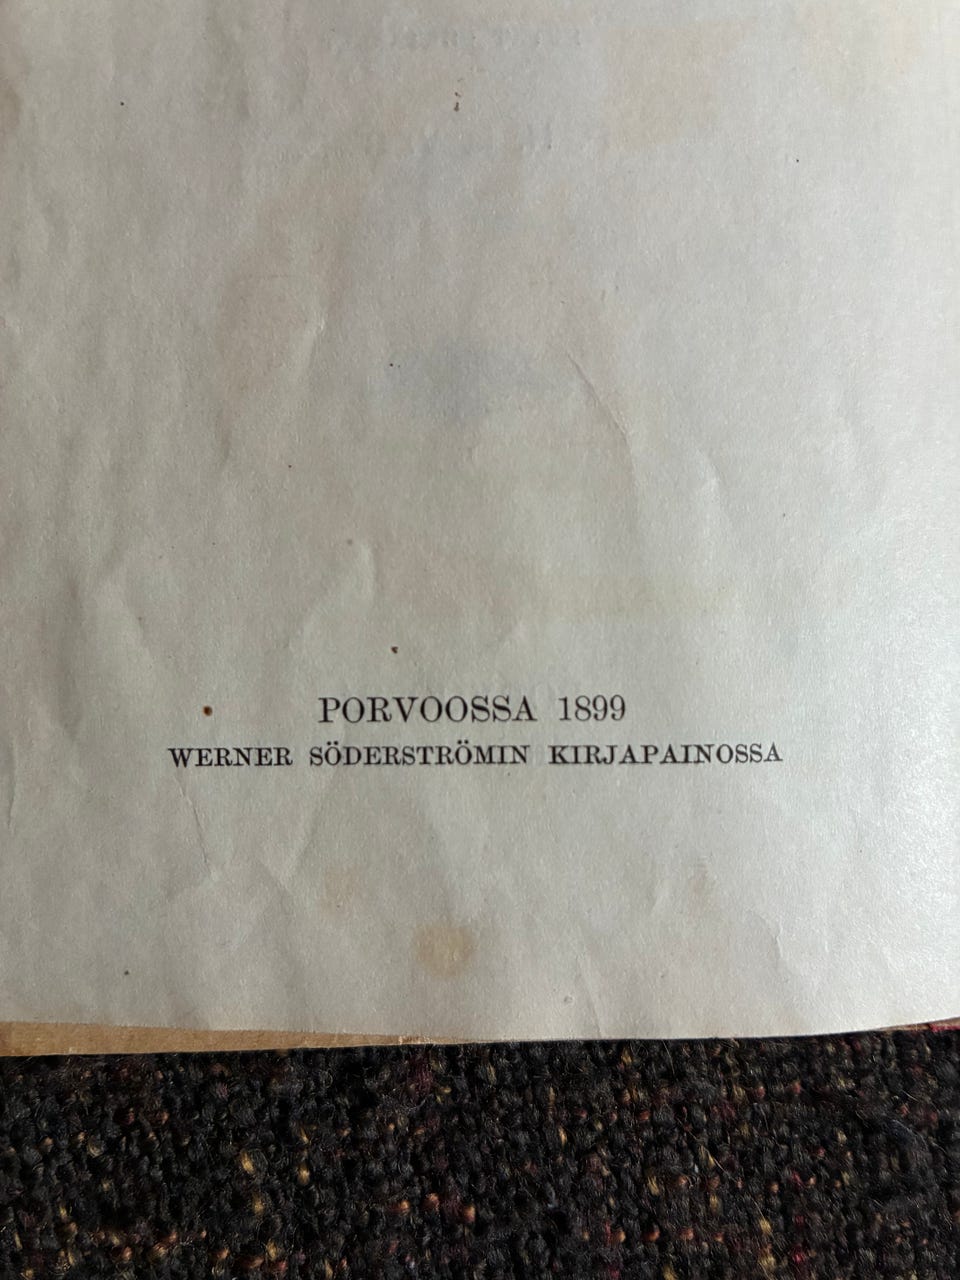 PORVOOSSA 1899
WERNER SÖDERSTRÖMIN KIRJAPAINOSSA